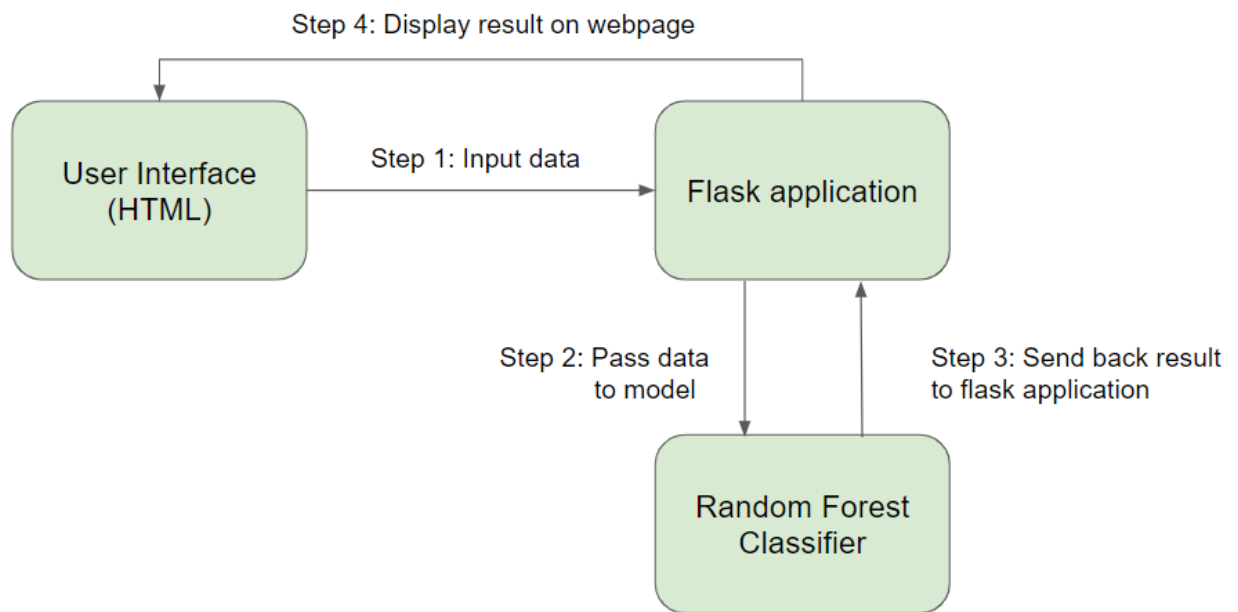 Step 4: Display result on webpage
User Interface
(HTML)
Step 1: Input data
Flask application
Step 2: Pass data
to model
Step 3: Send back result
to flask application
Random Forest
Classifier